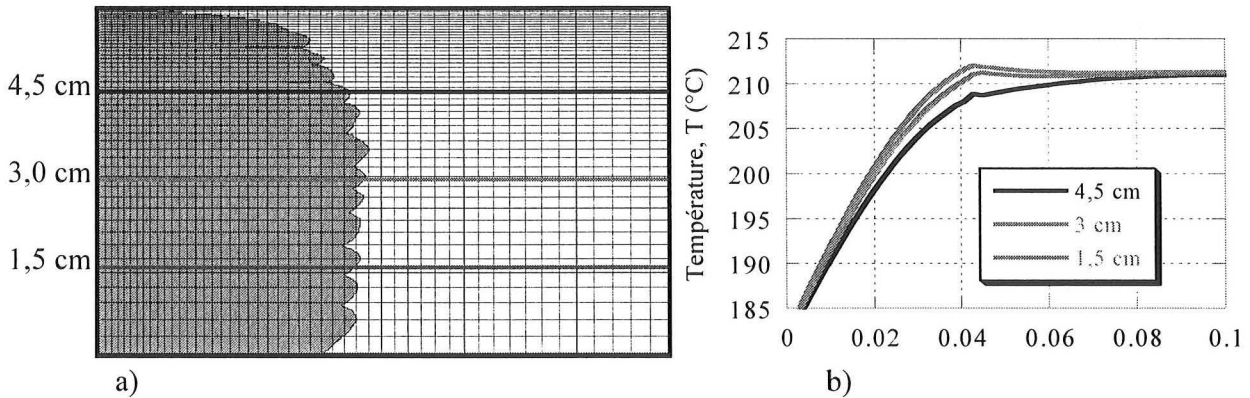 4,5 cm
3,0 cm
1,5 cm
a)
Température, T (°C)
215
210
205
200
195
190
185
0
0.02
0.04
0.06
0.08
0.1
4,5 cm
3 cm
1,5 cm
b)